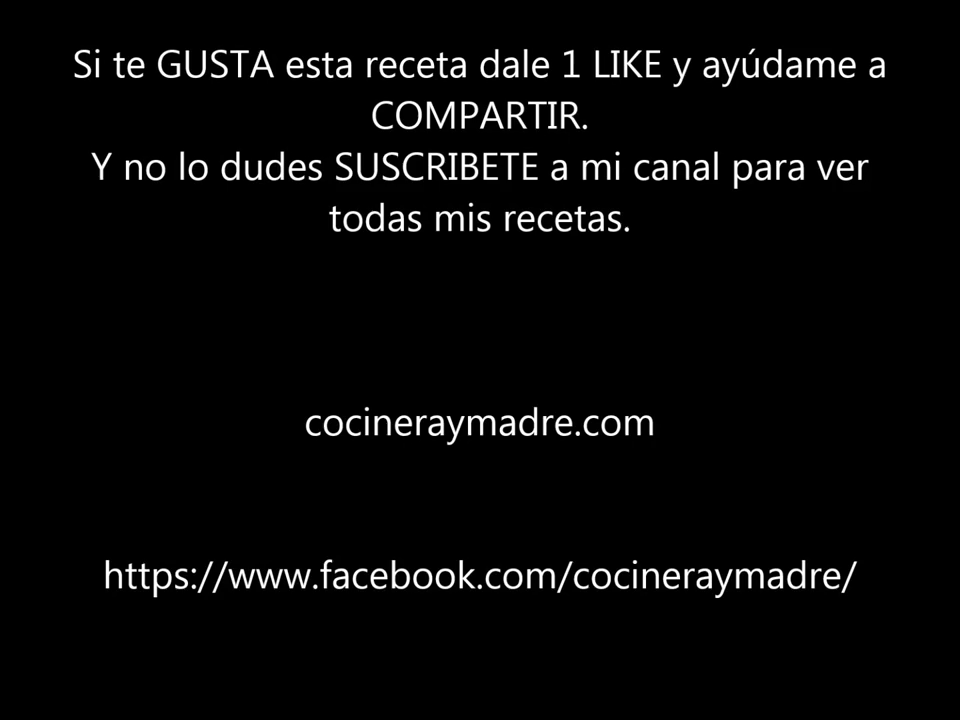 Si te GUSTA esta receta dale 1 LIKE y ayúdame a
COMPARTIR.
Y no lo dudes SUSCRIBETE a mi canal para ver
todas mis recetas.
cocineraymadre.com
https://www.facebook.com/cocineraymadre/